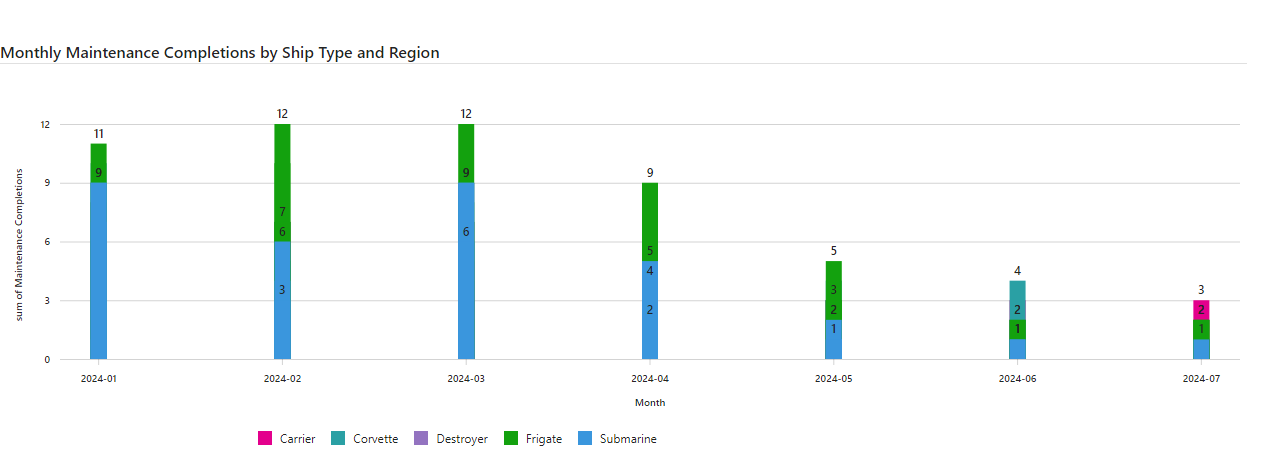 Monthly Maintenance Completions by Ship Type and Region
11 12 12 9 5 4 3
9 7 6 3 9 6 5 4 2 3 2 1 2 1 2 1
12
9
6
3
0
sum of Maintenance Completions
2024-01 2024-02 2024-03 2024-04 2024-05 2024-06 2024-07
Month
Carrier Corvette Destroyer Frigate Submarine